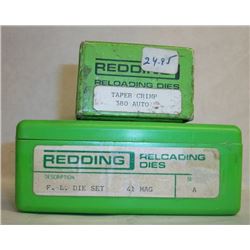 24.95
REDDING
RELOADING DIES
TAPER CRIMP
380 AUTO
REDDING RELOADING DIES
DESCRIPTION
F. L. DIE SET 41 MAG A